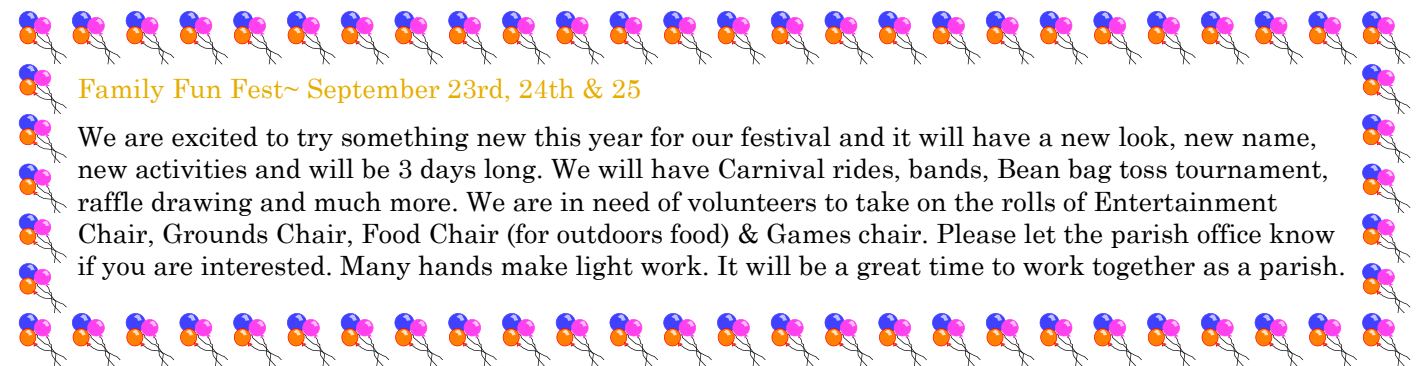 Family Fun Fest~ September 23rd, 24th & 25
We are excited to try something new this year for our festival and it will have a new look, new name,
new activities and will be 3 days long. We will have Carnival rides, bands, Bean bag toss tournament,
raffle drawing and much more. We are in need of volunteers to take on the rolls of Entertainment
Chair, Grounds Chair, Food Chair (for outdoors food) & Games chair. Please let the parish office know
if you are interested. Many hands make light work. It will be a great time to work together as a parish.